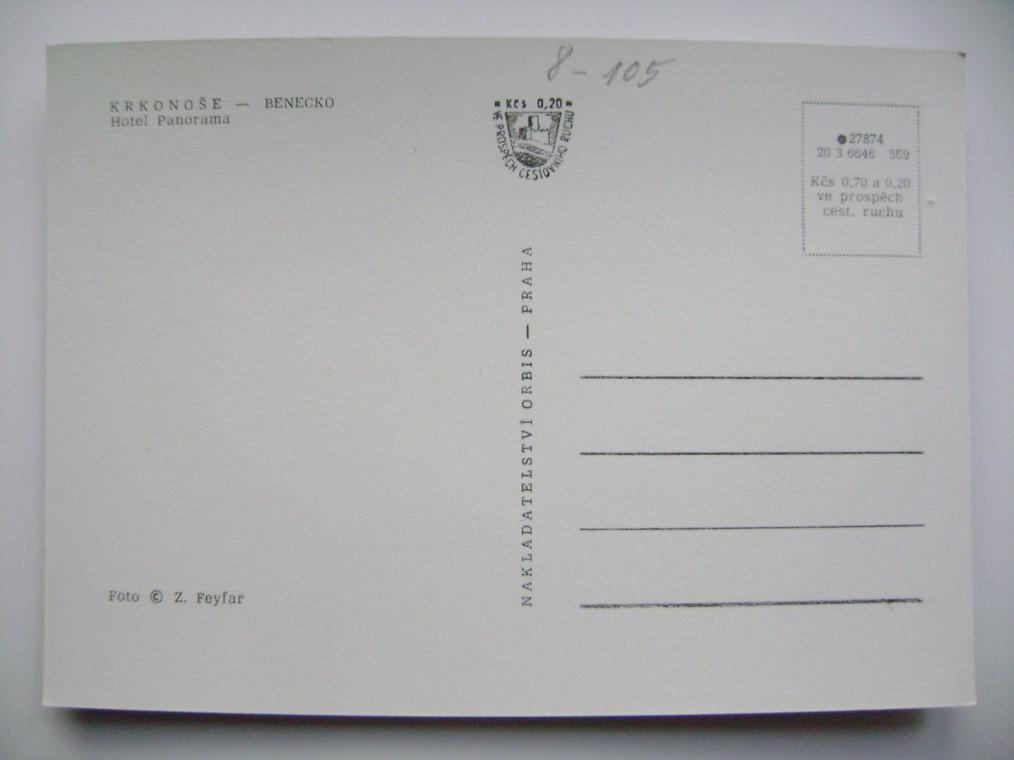 8 - 105
KRKONOŠE — BENECKO
Hotel Panorama
Kčs 0,20
VE PROSPĚCH CESTOVNÍHO RUCHU
27874
20 3 6646 569
Kčs 0,70 a 0,20
ve prospěch
cest. ruchu
NAKLADATELSTVÍ ORBIS — PRAHA
Foto © Z. Feyfar